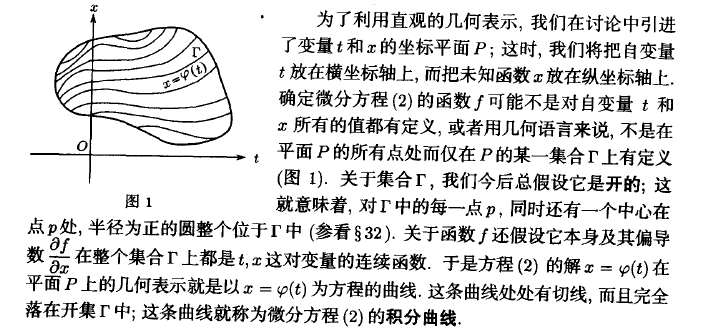 x
Γ
x=φ(t)
O
t
图 1
为了利用直观的几何表示, 我们在讨论中引进
了变量 t 和 x 的坐标平面 P; 这时, 我们将把自变量
t 放在横坐标轴上, 而把未知函数 x 放在纵坐标轴上.
确定微分方程 (2) 的函数 f 可能不是对自变量 t 和
x 所有的值都有定义, 或者用几何语言来说, 不是在
平面 P 的所有点处而仅在 P 的某一集合 Γ 上有定义
(图 1). 关于集合 Γ, 我们今后总假设它是开的; 这
就意味着, 对 Γ 中的每一点 p, 同时还有一个中心在
点 p 处, 半径为正的圆整个位于 Γ 中 (参看 §32). 关于函数 f 还假设它本身及其偏导
数 ∂f/∂x 在整个集合 Γ 上都是 t, x 这对变量的连续函数. 于是方程 (2) 的解 x = φ(t) 在
平面 P 上的几何表示就是以 x = φ(t) 为方程的曲线. 这条曲线处处有切线, 而且完全
落在开集 Γ 中; 这条曲线就称为微分方程 (2) 的积分曲线.